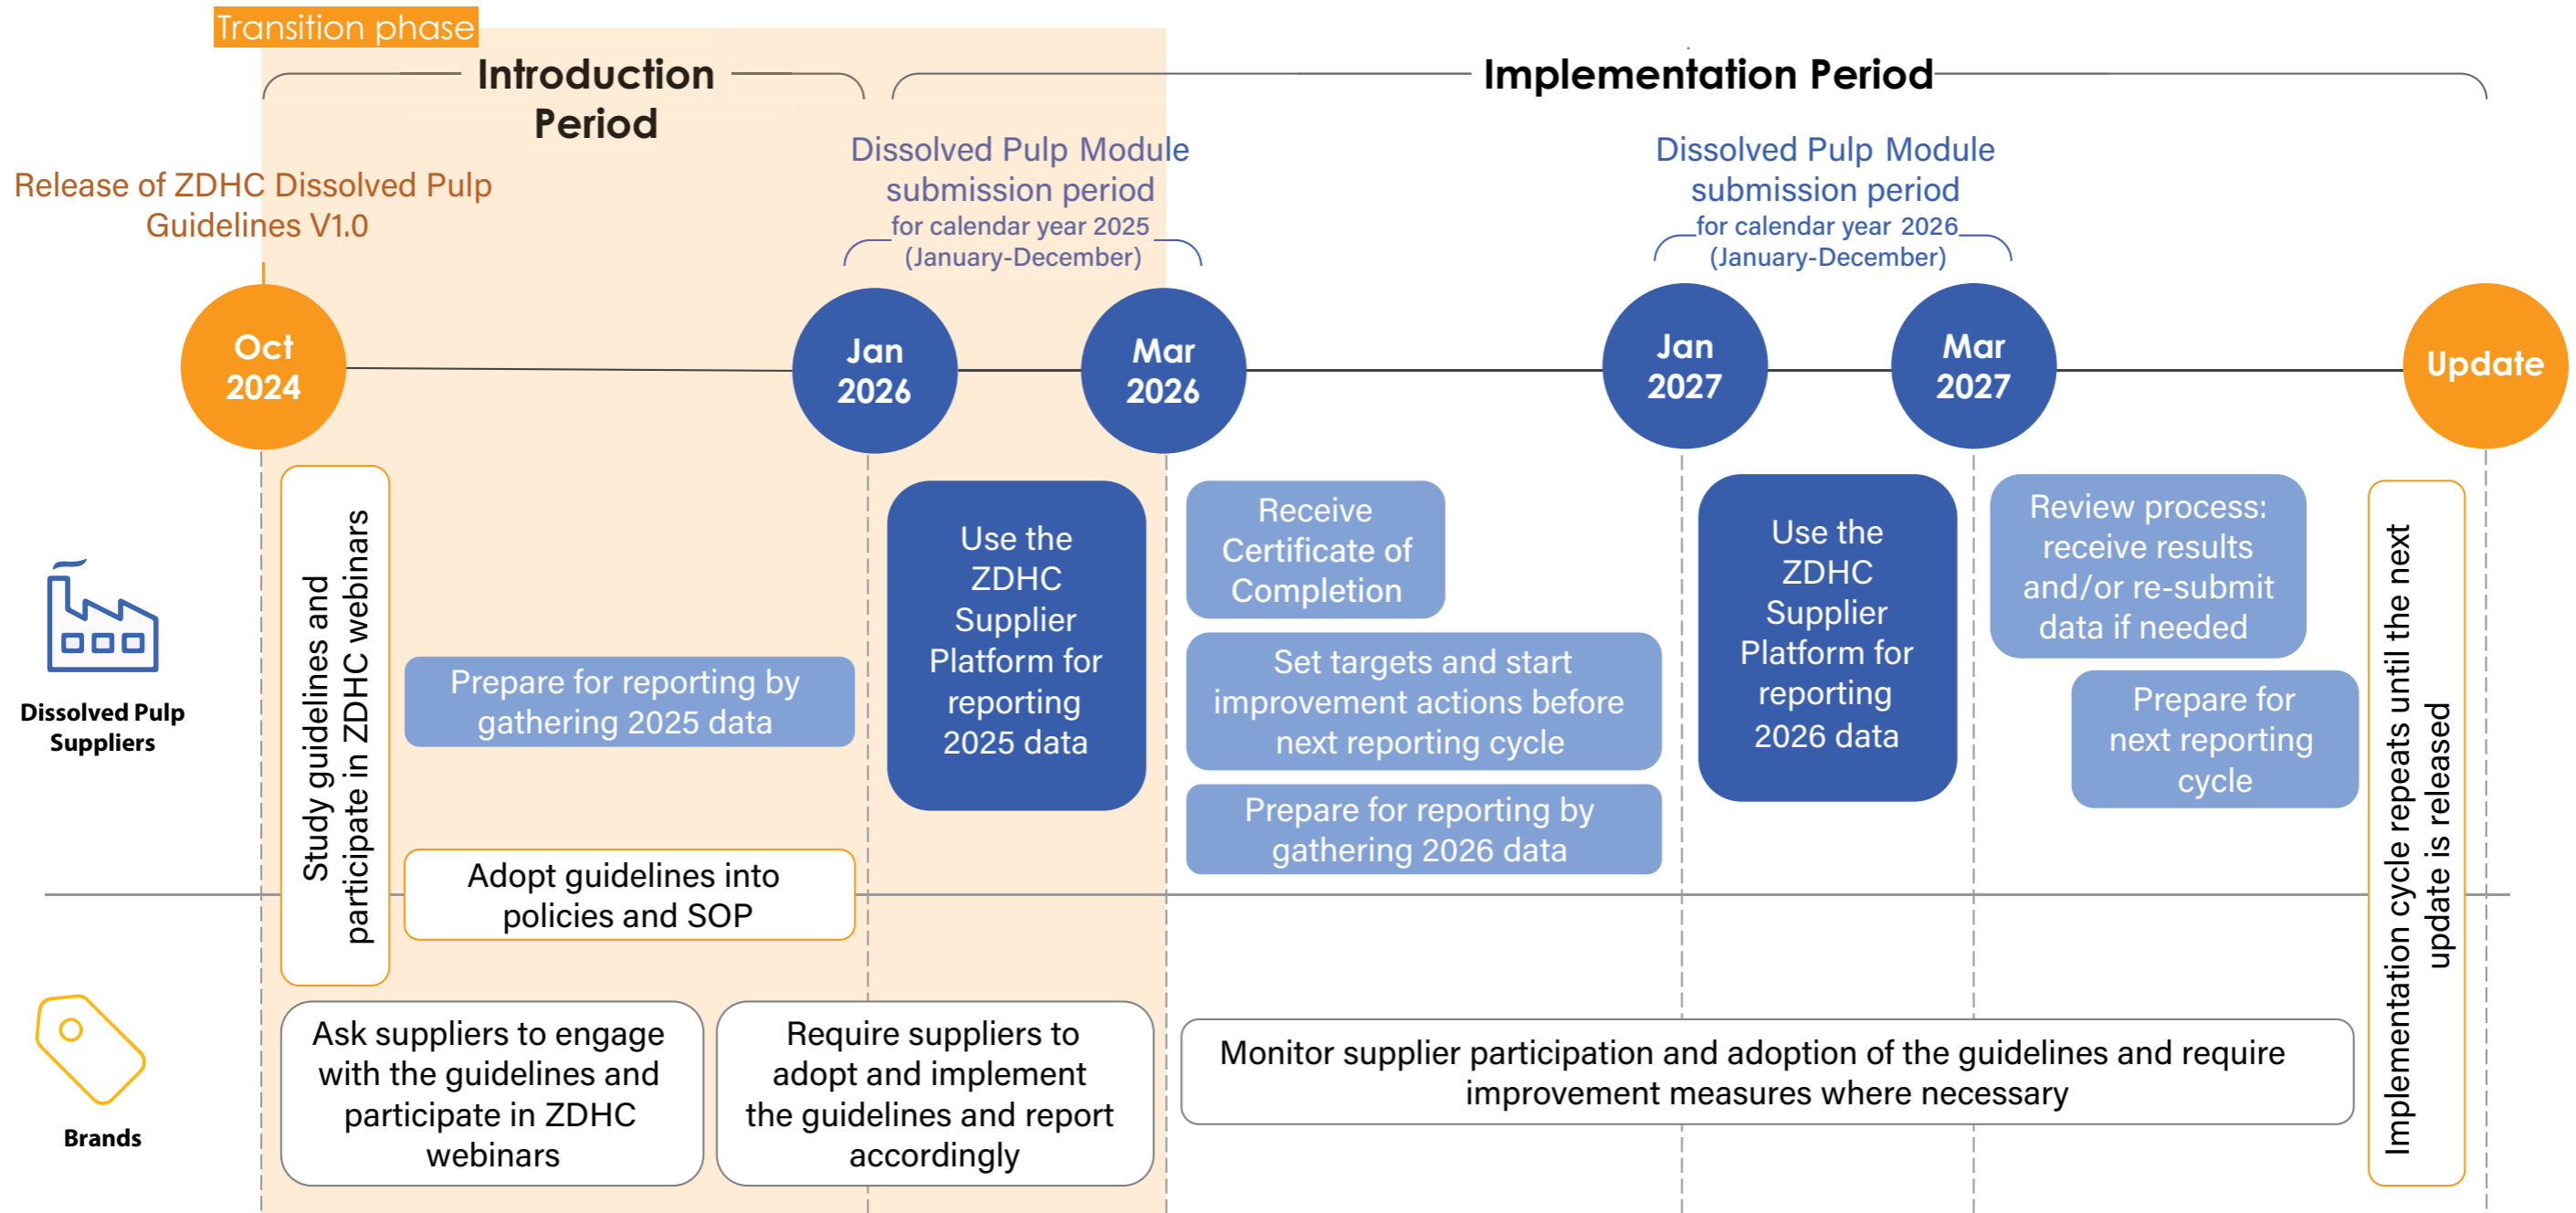 Transition phase
Introduction
Period
Implementation Period
Release of ZDHC Dissolved Pulp
Guidelines V1.0
Dissolved Pulp Module
submission period
for calendar year 2025
(January-December)
Dissolved Pulp Module
submission period
for calendar year 2026
(January-December)
Oct
2024
Jan
2026
Mar
2026
Jan
2027
Mar
2027
Update
Dissolved Pulp
Suppliers
Study guidelines and
participate in ZDHC webinars
Prepare for reporting by
gathering 2025 data
Adopt guidelines into
policies and SOP
Use the
ZDHC
Supplier
Platform for
reporting
2025 data
Receive
Certificate of
Completion
Set targets and start
improvement actions before
next reporting cycle
Prepare for reporting by
gathering 2026 data
Use the
ZDHC
Supplier
Platform for
reporting
2026 data
Review process:
receive results
and/or re-submit
data if needed
Prepare for
next reporting
cycle
Implementation cycle repeats until the next
update is released
Brands
Ask suppliers to engage
with the guidelines and
participate in ZDHC
webinars
Require suppliers to
adopt and implement
the guidelines and report
accordingly
Monitor supplier participation and adoption of the guidelines and require
improvement measures where necessary